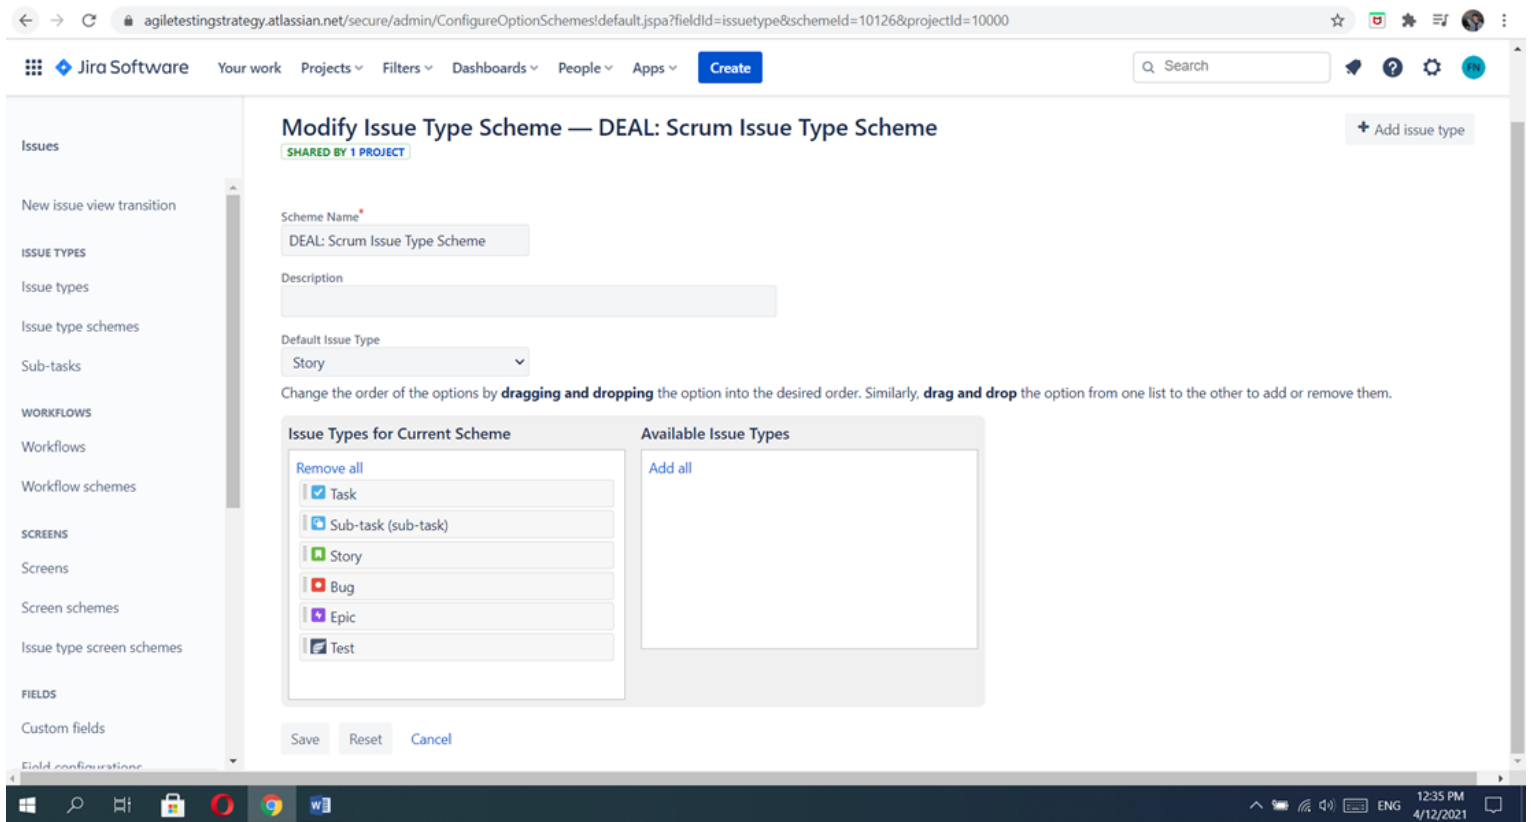 agiletestingstrategy.atlassian.net/secure/admin/ConfigureOptionSchemes!default.jspa?fieldId=issuetype&schemeId=10126&projectId=10000
Jira Software Your work Projects Filters Dashboards People Apps Create Search FN
Issues
New issue view transition
ISSUE TYPES
Issue types
Issue type schemes
Sub-tasks
WORKFLOWS
Workflows
Workflow schemes
SCREENS
Screens
Screen schemes
Issue type screen schemes
FIELDS
Custom fields
Field configurations
Modify Issue Type Scheme — DEAL: Scrum Issue Type Scheme
+ Add issue type
SHARED BY 1 PROJECT
Scheme Name*
DEAL: Scrum Issue Type Scheme
Description
Default Issue Type
Story
Change the order of the options by dragging and dropping the option into the desired order. Similarly, drag and drop the option from one list to the other to add or remove them.
Issue Types for Current Scheme
Remove all
Task
Sub-task (sub-task)
Story
Bug
Epic
Test
Available Issue Types
Add all
Save Reset Cancel
ENG
12:35 PM
4/12/2021